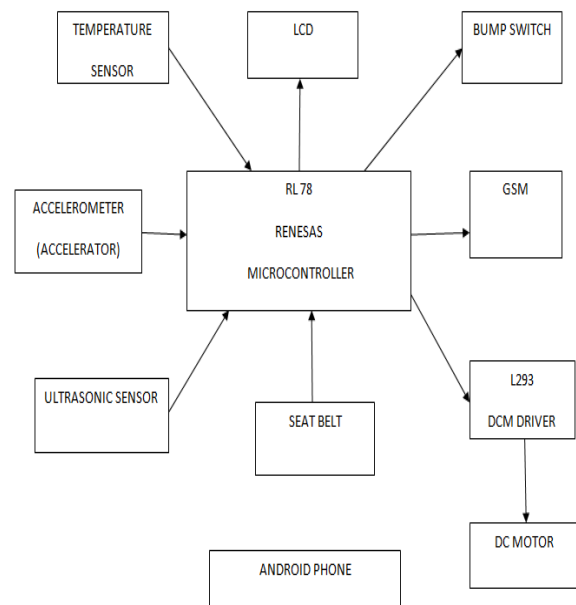 TEMPERATURE
SENSOR
LCD
BUMP SWITCH
RL 78
RENESAS
MICROCONTROLLER
ACCELEROMETER
(ACCELERATOR)
GSM
ULTRASONIC SENSOR
SEAT BELT
L293
DCM DRIVER
DC MOTOR
ANDROID PHONE